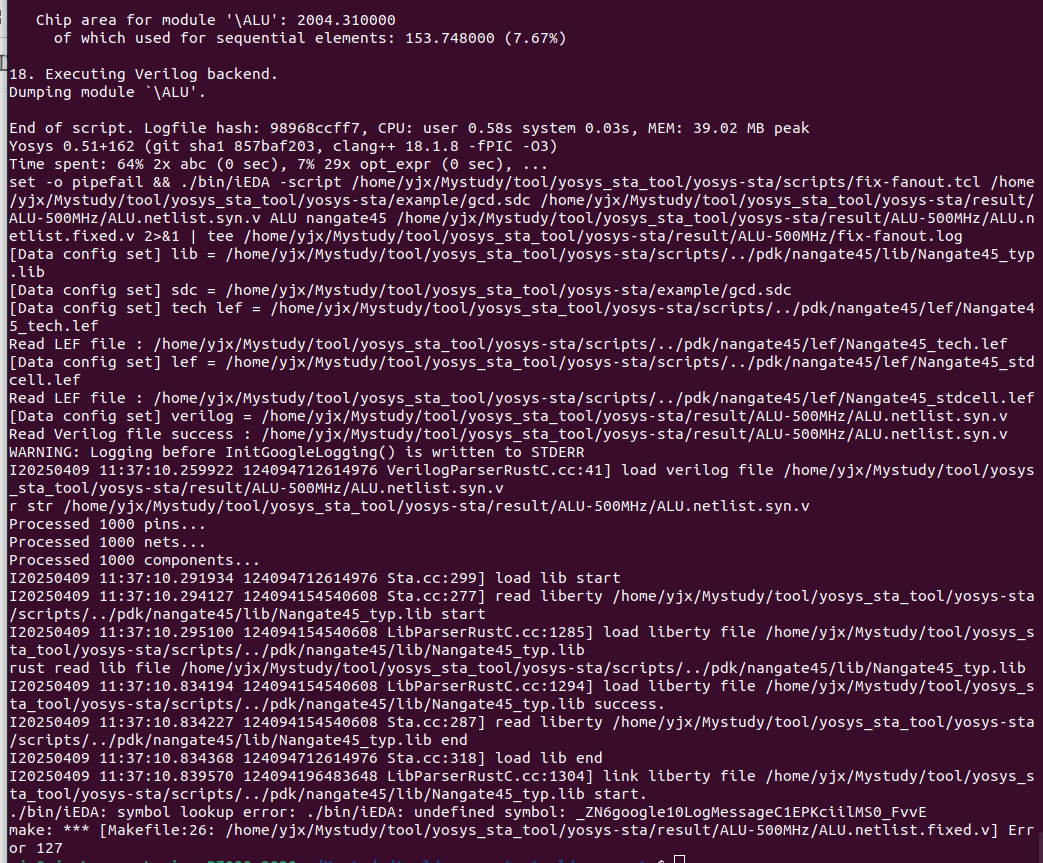 Chip area for module '\ALU': 2004.310000
of which used for sequential elements: 153.748000 (7.67%)
18. Executing Verilog backend.
Dumping module `\ALU'.
End of script. Logfile hash: 98968ccff7, CPU: user 0.58s system 0.03s, MEM: 39.02 MB peak
Yosys 0.51+162 (git sha1 857baf203, clang++ 18.1.8 -fPIC -O3)
Time spent: 64% 2x abc (0 sec), 7% 29x opt_expr (0 sec), ...
set -o pipefail && ./bin/iEDA -script /home/yjx/Mystudy/tool/yosys_sta_tool/yosys-sta/scripts/fix-fanout.tcl /home
/yjx/Mystudy/tool/yosys_sta_tool/yosys-sta/example/gcd.sdc /home/yjx/Mystudy/tool/yosys_sta_tool/yosys-sta/result/
ALU-500MHz/ALU.netlist.syn.v ALU nangate45 /home/yjx/Mystudy/tool/yosys_sta_tool/yosys-sta/result/ALU-500MHz/ALU.n
etlist.fixed.v 2>&1 | tee /home/yjx/Mystudy/tool/yosys_sta_tool/yosys-sta/result/ALU-500MHz/fix-fanout.log
[Data config set] lib = /home/yjx/Mystudy/tool/yosys_sta_tool/yosys-sta/scripts/../pdk/nangate45/lib/Nangate45_typ
.lib
[Data config set] sdc = /home/yjx/Mystudy/tool/yosys_sta_tool/yosys-sta/example/gcd.sdc
[Data config set] tech lef = /home/yjx/Mystudy/tool/yosys_sta_tool/yosys-sta/scripts/../pdk/nangate45/lef/Nangate4
5_tech.lef
Read LEF file : /home/yjx/Mystudy/tool/yosys_sta_tool/yosys-sta/scripts/../pdk/nangate45/lef/Nangate45_tech.lef
[Data config set] lef = /home/yjx/Mystudy/tool/yosys_sta_tool/yosys-sta/scripts/../pdk/nangate45/lef/Nangate45_std
cell.lef
Read LEF file : /home/yjx/Mystudy/tool/yosys_sta_tool/yosys-sta/scripts/../pdk/nangate45/lef/Nangate45_stdcell.lef
[Data config set] verilog = /home/yjx/Mystudy/tool/yosys_sta_tool/yosys-sta/result/ALU-500MHz/ALU.netlist.syn.v
Read Verilog file success : /home/yjx/Mystudy/tool/yosys_sta_tool/yosys-sta/result/ALU-500MHz/ALU.netlist.syn.v
WARNING: Logging before InitGoogleLogging() is written to STDERR
I20250409 11:37:10.259922 124094712614976 VerilogParserRustC.cc:41] load verilog file /home/yjx/Mystudy/tool/yosys
_sta_tool/yosys-sta/result/ALU-500MHz/ALU.netlist.syn.v
r str /home/yjx/Mystudy/tool/yosys_sta_tool/yosys-sta/result/ALU-500MHz/ALU.netlist.syn.v
Processed 1000 pins...
Processed 1000 nets...
Processed 1000 components...
I20250409 11:37:10.291934 124094712614976 Sta.cc:299] load lib start
I20250409 11:37:10.294127 124094154540608 Sta.cc:277] read liberty /home/yjx/Mystudy/tool/yosys_sta_tool/yosys-sta
/scripts/../pdk/nangate45/lib/Nangate45_typ.lib start
I20250409 11:37:10.295100 124094154540608 LibParserRustC.cc:1285] load liberty file /home/yjx/Mystudy/tool/yosys_s
ta_tool/yosys-sta/scripts/../pdk/nangate45/lib/Nangate45_typ.lib
rust read lib file /home/yjx/Mystudy/tool/yosys_sta_tool/yosys-sta/scripts/../pdk/nangate45/lib/Nangate45_typ.lib
I20250409 11:37:10.834194 124094154540608 LibParserRustC.cc:1294] load liberty file /home/yjx/Mystudy/tool/yosys_s
ta_tool/yosys-sta/scripts/../pdk/nangate45/lib/Nangate45_typ.lib success.
I20250409 11:37:10.834227 124094154540608 Sta.cc:287] read liberty /home/yjx/Mystudy/tool/yosys_sta_tool/yosys-sta
/scripts/../pdk/nangate45/lib/Nangate45_typ.lib end
I20250409 11:37:10.834368 124094712614976 Sta.cc:318] load lib end
I20250409 11:37:10.839570 124094196483648 LibParserRustC.cc:1304] link liberty file /home/yjx/Mystudy/tool/yosys_s
ta_tool/yosys-sta/scripts/../pdk/nangate45/lib/Nangate45_typ.lib start.
./bin/iEDA: symbol lookup error: ./bin/iEDA: undefined symbol: _ZN6google10LogMessageC1EPKciilMS0_FvvE
make: *** [Makefile:26: /home/yjx/Mystudy/tool/yosys_sta_tool/yosys-sta/result/ALU-500MHz/ALU.netlist.fixed.v] Err
or 127